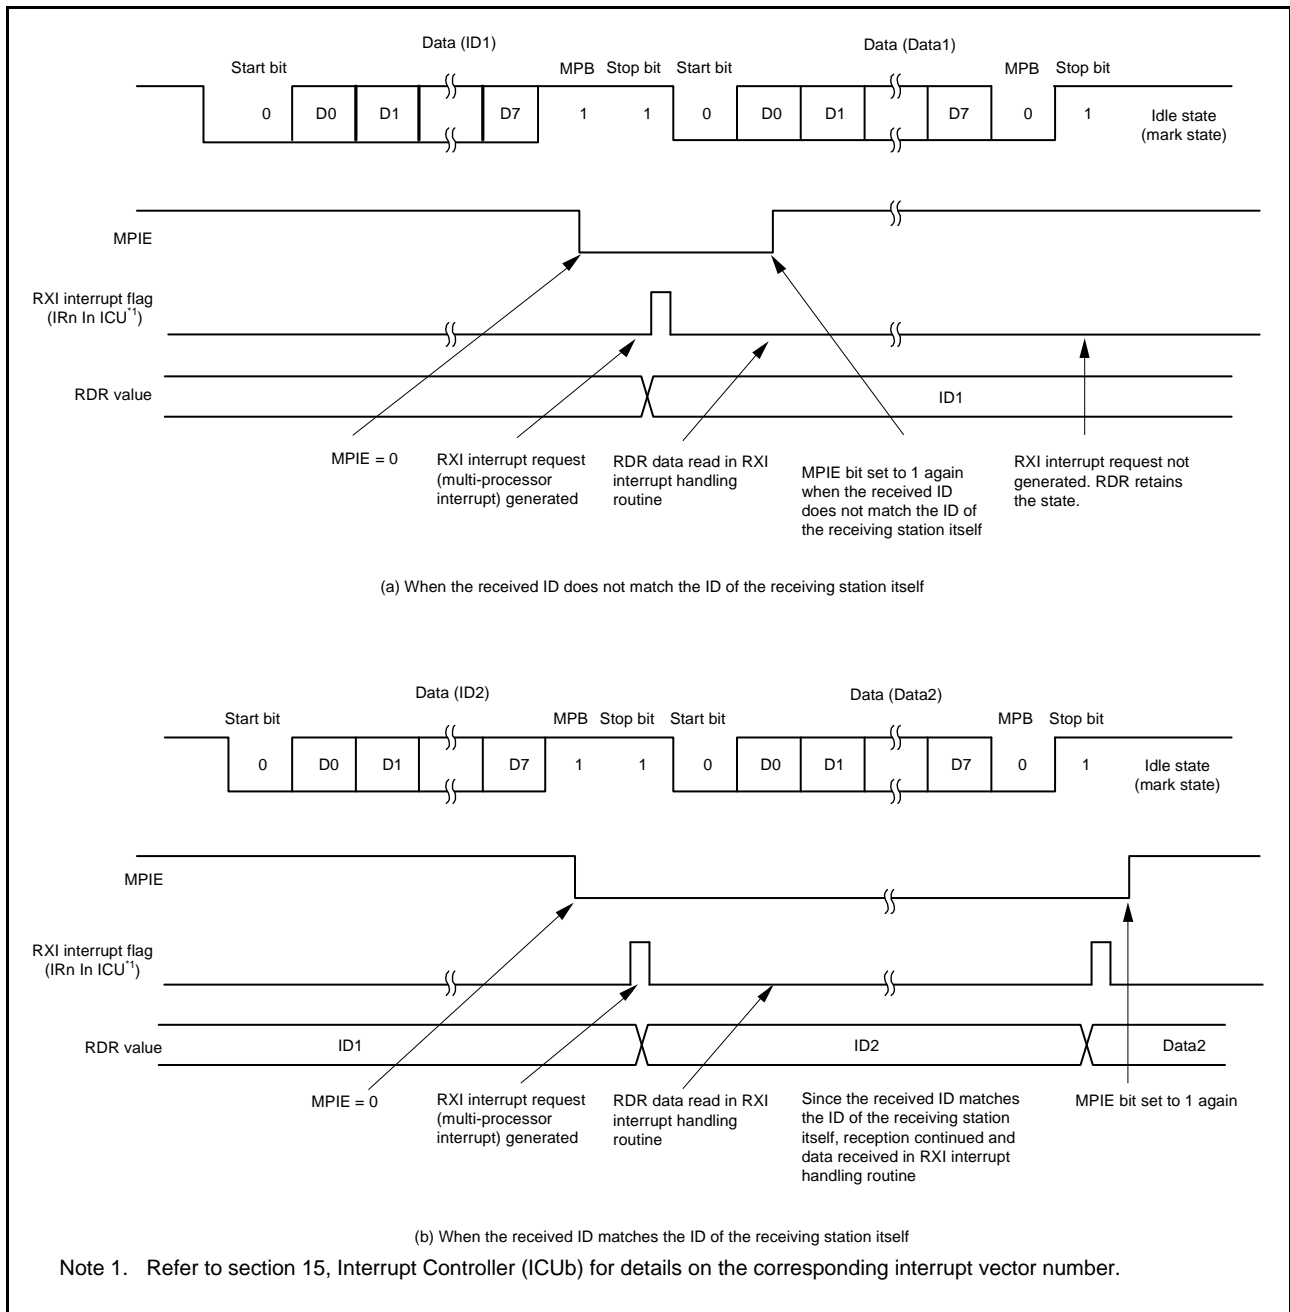 Data (ID1)
Data (Data1)
Start bit
MPB
Stop bit
Start bit
MPB
Stop bit
0
D0
D1
D7
1
1
0
D0
D1
D7
0
1
Idle state
(mark state)
MPIE
RXI interrupt flag
(IRn In ICU*1)
RDR value
ID1
MPIE = 0
RXI interrupt request
(multi-processor
interrupt) generated
RDR data read in RXI
interrupt handling
routine
MPIE bit set to 1 again
when the received ID
does not match the ID of
the receiving station itself
RXI interrupt request not
generated. RDR retains
the state.
(a) When the received ID does not match the ID of the receiving station itself
Data (ID2)
Data (Data2)
Start bit
MPB
Stop bit
Start bit
MPB
Stop bit
0
D0
D1
D7
1
1
0
D0
D1
D7
0
1
Idle state
(mark state)
MPIE
RXI interrupt flag
(IRn In ICU*1)
RDR value
ID1
ID2
Data2
MPIE = 0
RXI interrupt request
(multi-processor
interrupt) generated
RDR data read in RXI
interrupt handling
routine
Since the received ID matches
the ID of the receiving station
itself, reception continued and
data received in RXI interrupt
handling routine
MPIE bit set to 1 again
(b) When the received ID matches the ID of the receiving station itself
Note 1. Refer to section 15, Interrupt Controller (ICUb) for details on the corresponding interrupt vector number.